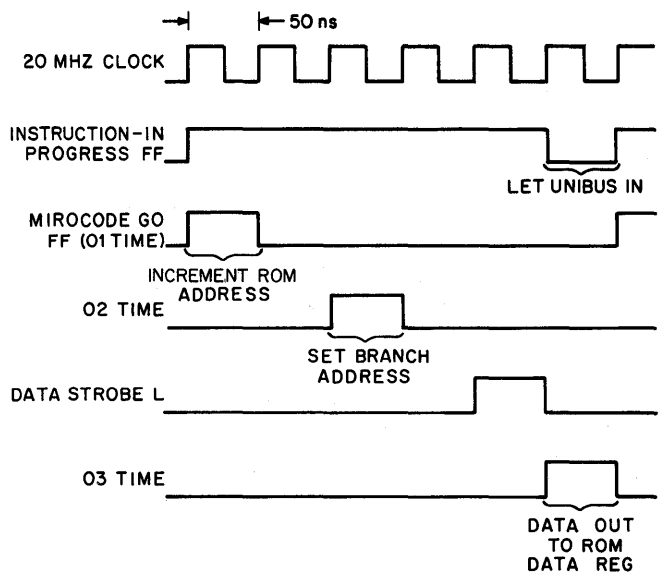 50 ns
20 MHZ CLOCK
INSTRUCTION-IN
PROGRESS FF
LET UNIBUS IN
MIROCODE GO
FF (01 TIME)
INCREMENT ROM
ADDRESS
02 TIME
SET BRANCH
ADDRESS
DATA STROBE L
03 TIME
DATA OUT
TO ROM
DATA REG